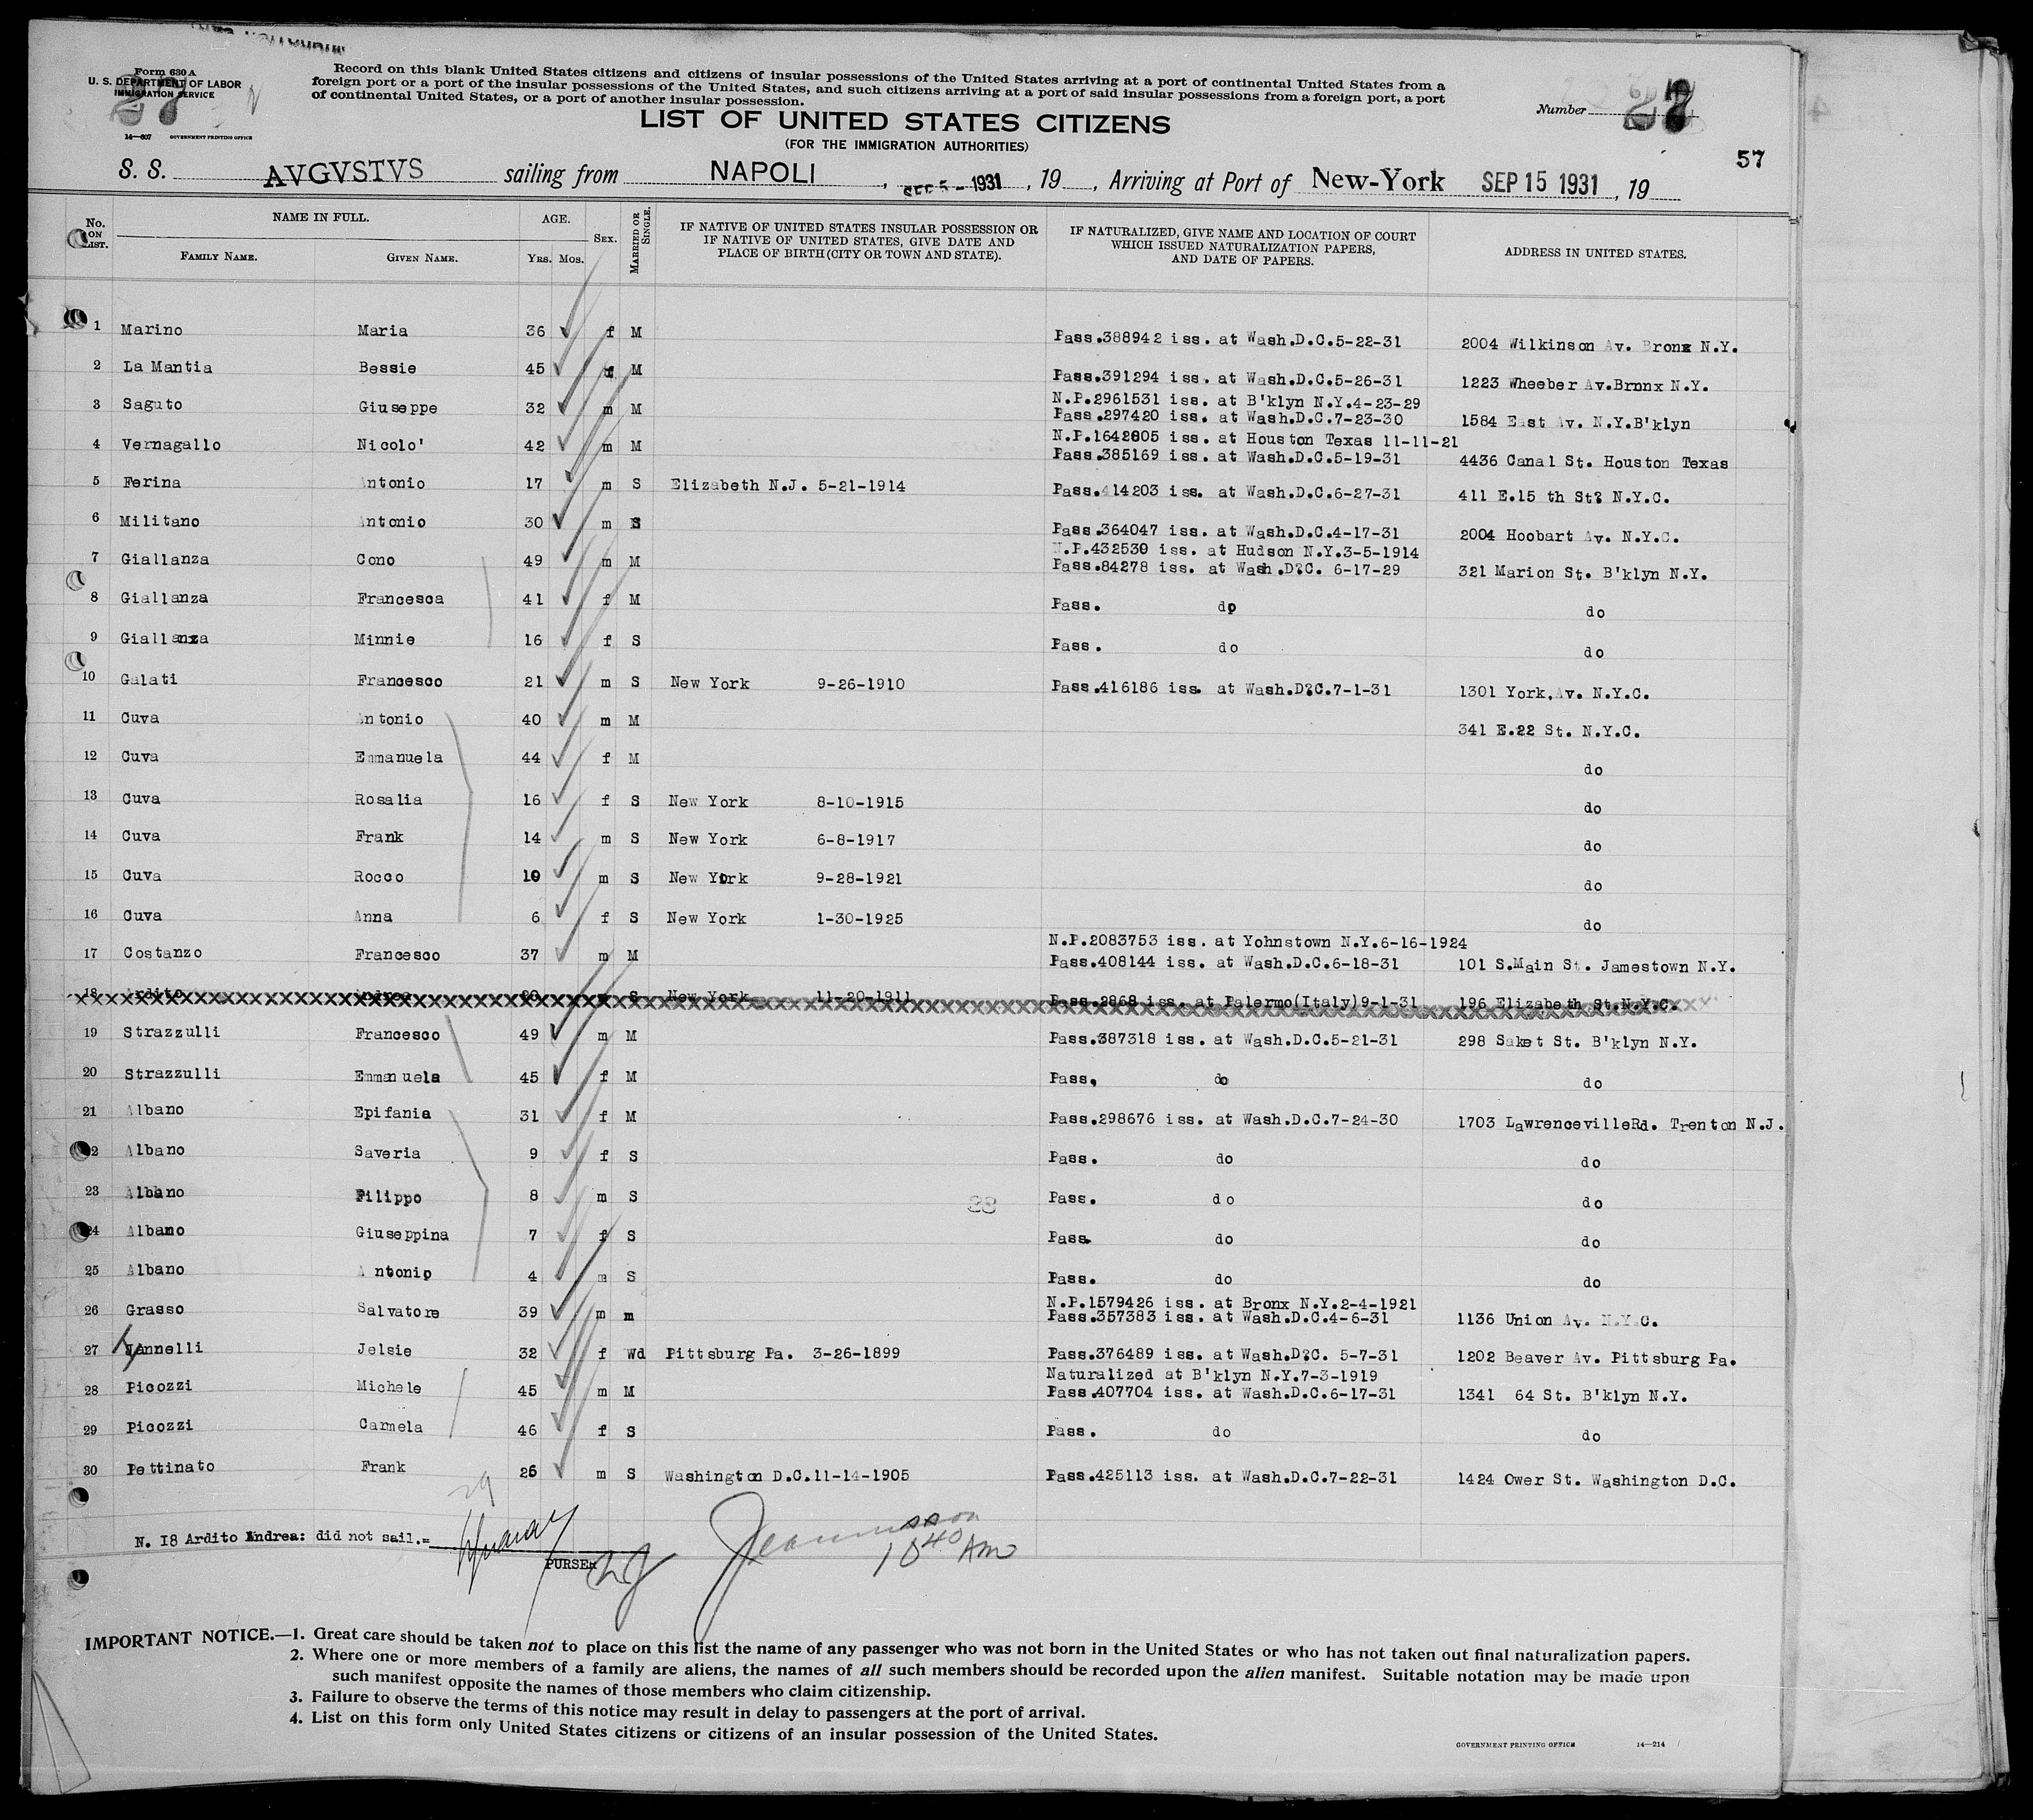 Form 630 A
U. S. DEPARTMENT OF LABOR
IMMIGRATION SERVICE
14—607 GOVERNMENT PRINTING OFFICE
Record on this blank United States citizens and citizens of insular possessions of the United States arriving at a port of continental United States from a
foreign port or a port of the insular possessions of the United States, and such citizens arriving at a port of said insular possessions from a foreign port, a port
of continental United States, or a port of another insular possession.
Number
27
LIST OF UNITED STATES CITIZENS
(FOR THE IMMIGRATION AUTHORITIES)
57
S. S. AVGVSTVS sailing from NAPOLI, SEP 5 - 1931, 19 , Arriving at Port of New-York SEP 15 1931, 19
No. ON LIST. NAME IN FULL. AGE. SEX. MARRIED OR SINGLE. IF NATIVE OF UNITED STATES INSULAR POSSESSION OR IF NATIVE OF UNITED STATES, GIVE DATE AND PLACE OF BIRTH (CITY OR TOWN AND STATE). IF NATURALIZED, GIVE NAME AND LOCATION OF COURT WHICH ISSUED NATURALIZATION PAPERS, AND DATE OF PAPERS. ADDRESS IN UNITED STATES.
FAMILY NAME. GIVEN NAME. YRS. MOS.
1 Marino Maria 36 f M Pass.388942 iss. at Wash.D.C.5-22-31 2004 Wilkinson Av. Bronx N.Y.
2 La Mantia Bessie 45 f M Pass.391294 iss. at Wash.D.C.5-26-31 1223 Wheeber Av.Brnnx N.Y.
N.P.2961531 iss. at B'klyn N.Y.4-23-29
3 Saguto Giuseppe 32 m M Pass.297420 iss. at Wash.D.C.7-23-30 1584 East Av. N.Y.B'klyn
N.P.1642805 iss. at Houston Texas 11-11-21
4 Vernagallo Nicolo' 42 m M Pass.385169 iss. at Wash.D.C.5-19-31 4436 Canal St. Houston Texas
5 Ferina Antonio 17 m S Elizabeth N.J. 5-21-1914 Pass.414203 iss. at Wash.D.C.6-27-31 411 E.15 th St? N.Y.C.
6 Militano Antonio 30 m S Pass.364047 iss. at Wash.D.C.4-17-31 2004 Hoobart Av. N.Y.C.
N.P.432530 iss. at Hudson N.Y.3-5-1914
7 Giallanza Cono 49 m M Pass.84278 iss. at Wash.D?C. 6-17-29 321 Marion St. B'klyn N.Y.
8 Giallanza Francesca 41 f M Pass. do do
9 Giallanza Minnie 16 f S Pass. do do
10 Galati Francesco 21 m S New York 9-26-1910 Pass.416186 iss. at Wash.D?C.7-1-31 1301 York,Av. N.Y.C.
11 Cuva Antonio 40 m M 341 E.22 St. N.Y.C.
12 Cuva Emmanuela 44 f M do
13 Cuva Rosalia 16 f S New York 8-10-1915 do
14 Cuva Frank 14 m S New York 6-8-1917 do
15 Cuva Rocco 10 m S New York 9-28-1921 do
16 Cuva Anna 6 f S New York 1-30-1925 do
N.P.2083753 iss. at Yohnstown N.Y.6-16-1924
17 Costanzo Francesco 37 m M Pass.408144 iss. at Wash.D.C.6-18-31 101 S.Main St. Jamestown N.Y.
18 Ardito Andrea 20 S New York 11-20-1911 Pass.2868 iss. at Palermo(Italy)9-1-31 196 Elizabeth St.N.Y.C.
19 Strazzulli Francesco 49 m M Pass.387318 iss. at Wash.D.C.5-21-31 298 Saket St. B'klyn N.Y.
20 Strazzulli Emmanuela 45 f M Pass, do do
21 Albano Epifania 31 f M Pass.298676 iss. at Wash.D.C.7-24-30 1703 LawrencevilleRd. Trenton N.J.
22 Albano Saveria 9 f S Pass. do do
23 Albano Filippo 8 m S Pass. do do
24 Albano Giuseppina 7 f S Pass. do do
25 Albano Antonio 4 m S Pass. do do
N.P.1579426 iss. at Bronx N.Y.2-4-1921
26 Grasso Salvatore 39 m m Pass.357383 iss. at Wash.D.C.4-6-31 1136 Union Av. N.Y.C.
27 Iannelli Jelsie 32 f Wd Pittsburg Pa. 3-26-1899 Pass.376489 iss. at Wash.D?C. 5-7-31 1202 Beaver Av. Pittsburg Pa.
Naturalized at B'klyn N.Y.7-3-1919
28 Picozzi Michele 45 m M Pass.407704 iss. at Wash.D.C.6-17-31 1341 64 St. B'klyn N.Y.
29 Picozzi Carmela 46 f S Pass. do do
30 Pettinato Frank 26 m S Washington D.C.11-14-1905 Pass.425113 iss. at Wash.D.C.7-22-31 1424 Ower St. Washington D.C.
29
N. 18 Ardito Andrea: did not sail.=
PURSER
10 40 AM
IMPORTANT NOTICE.—1. Great care should be taken not to place on this list the name of any passenger who was not born in the United States or who has not taken out final naturalization papers.
2. Where one or more members of a family are aliens, the names of all such members should be recorded upon the alien manifest. Suitable notation may be made upon
such manifest opposite the names of those members who claim citizenship.
3. Failure to observe the terms of this notice may result in delay to passengers at the port of arrival.
4. List on this form only United States citizens or citizens of an insular possession of the United States.
GOVERNMENT PRINTING OFFICE 14—214